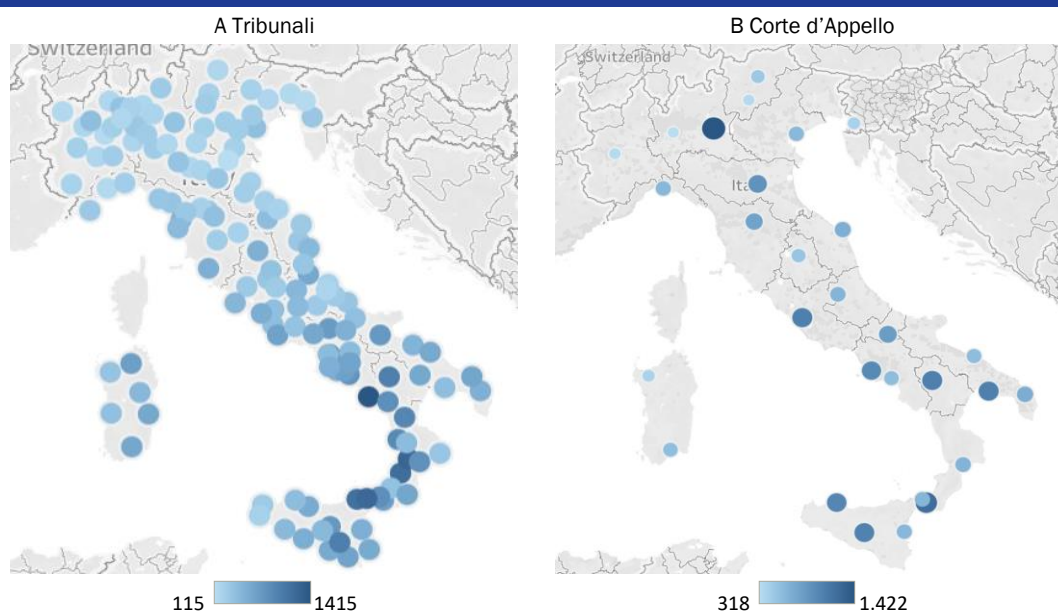 A Tribunali
B Corte d'Appello
Switzerland
Switzerland
Ita
115
1415
318
1.422